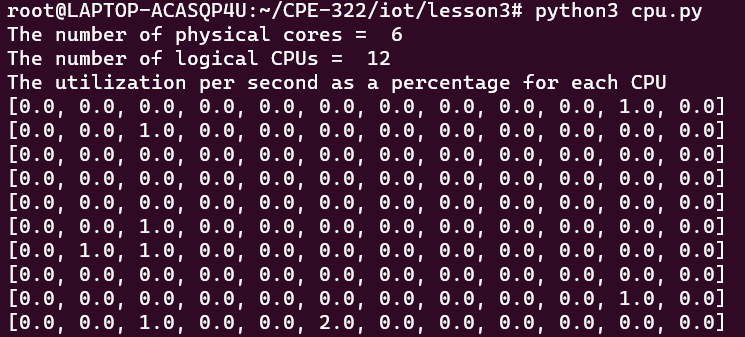 root@LAPTOP-ACASQP4U:~/CPE-322/iot/lesson3# python3 cpu.py
The number of physical cores =  6
The number of logical CPUs =  12
The utilization per second as a percentage for each CPU
[0.0, 0.0, 0.0, 0.0, 0.0, 0.0, 0.0, 0.0, 0.0, 0.0, 1.0, 0.0]
[0.0, 0.0, 1.0, 0.0, 0.0, 0.0, 0.0, 0.0, 0.0, 0.0, 0.0, 0.0]
[0.0, 0.0, 0.0, 0.0, 0.0, 0.0, 0.0, 0.0, 0.0, 0.0, 0.0, 0.0]
[0.0, 0.0, 0.0, 0.0, 0.0, 0.0, 0.0, 0.0, 0.0, 0.0, 0.0, 0.0]
[0.0, 0.0, 0.0, 0.0, 0.0, 0.0, 0.0, 0.0, 0.0, 0.0, 0.0, 0.0]
[0.0, 0.0, 1.0, 0.0, 0.0, 0.0, 0.0, 0.0, 0.0, 0.0, 0.0, 0.0]
[0.0, 1.0, 1.0, 0.0, 0.0, 0.0, 0.0, 0.0, 0.0, 0.0, 0.0, 0.0]
[0.0, 0.0, 0.0, 0.0, 0.0, 0.0, 0.0, 0.0, 0.0, 0.0, 0.0, 0.0]
[0.0, 0.0, 0.0, 0.0, 0.0, 0.0, 0.0, 0.0, 0.0, 0.0, 1.0, 0.0]
[0.0, 0.0, 1.0, 0.0, 0.0, 2.0, 0.0, 0.0, 0.0, 0.0, 0.0, 0.0]